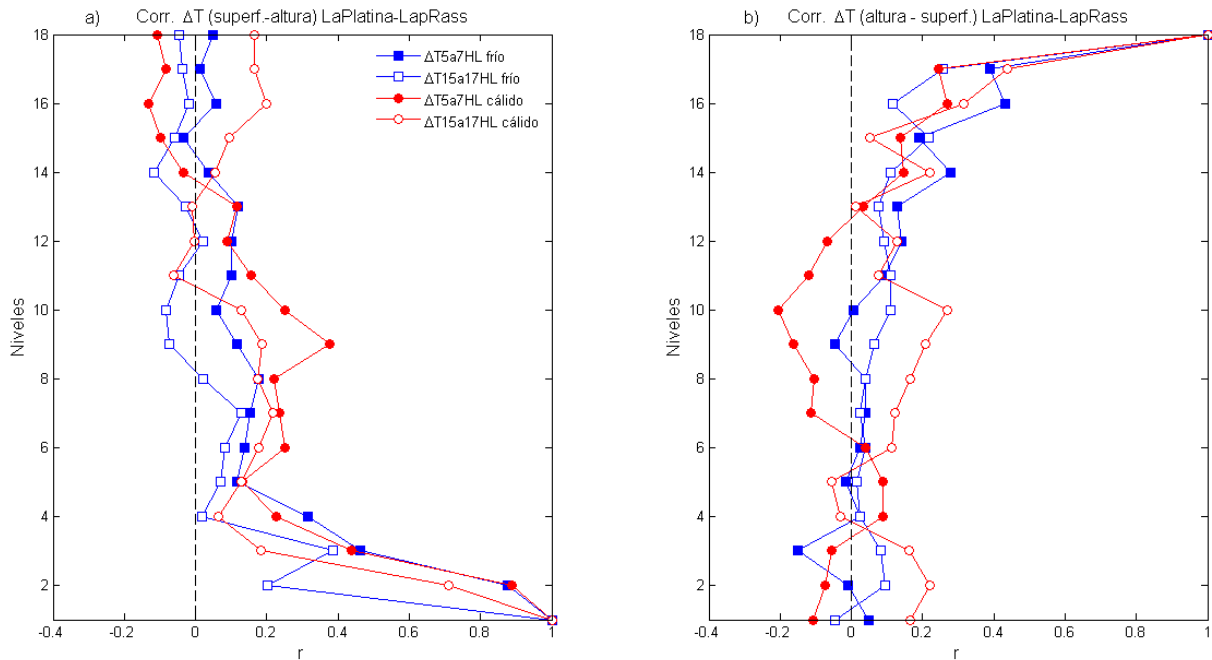 a) Corr. ΔT (superf.-altura) LaPlatina-LapRass
18
16
14
12
10
8
6
4
2
Niveles
-0.4 -0.2 0 0.2 0.4 0.6 0.8 1
r
ΔT5a7HL frío
ΔT15a17HL frío
ΔT5a7HL cálido
ΔT15a17HL cálido
b) Corr. ΔT (altura - superf.) LaPlatina-LapRass
18
16
14
12
10
8
6
4
2
Niveles
-0.4 -0.2 0 0.2 0.4 0.6 0.8 1
r